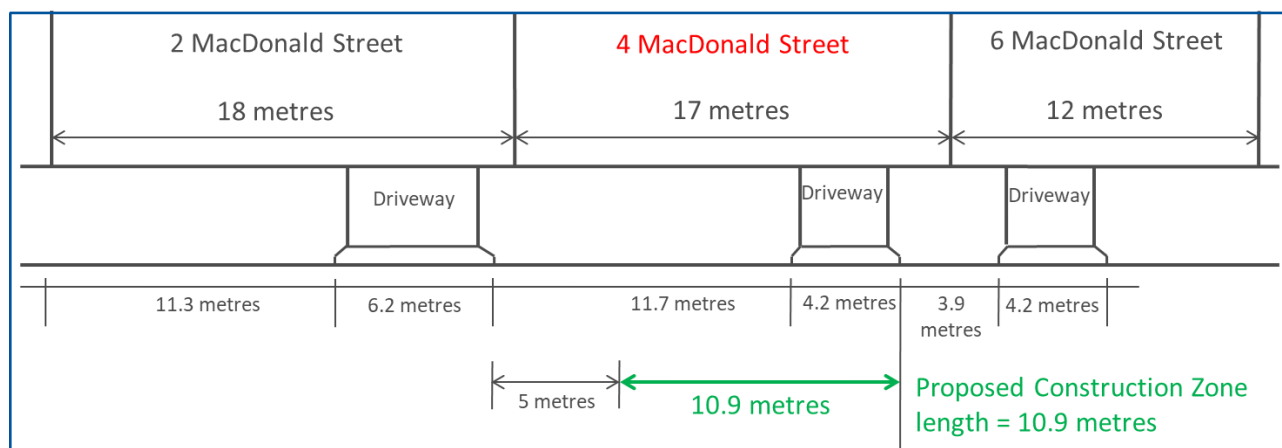 2 MacDonald Street
4 MacDonald Street
6 MacDonald Street
18 metres
17 metres
12 metres
Driveway
Driveway
Driveway
11.3 metres
6.2 metres
11.7 metres
4.2 metres
3.9
metres
4.2 metres
5 metres
10.9 metres
Proposed Construction Zone
length = 10.9 metres